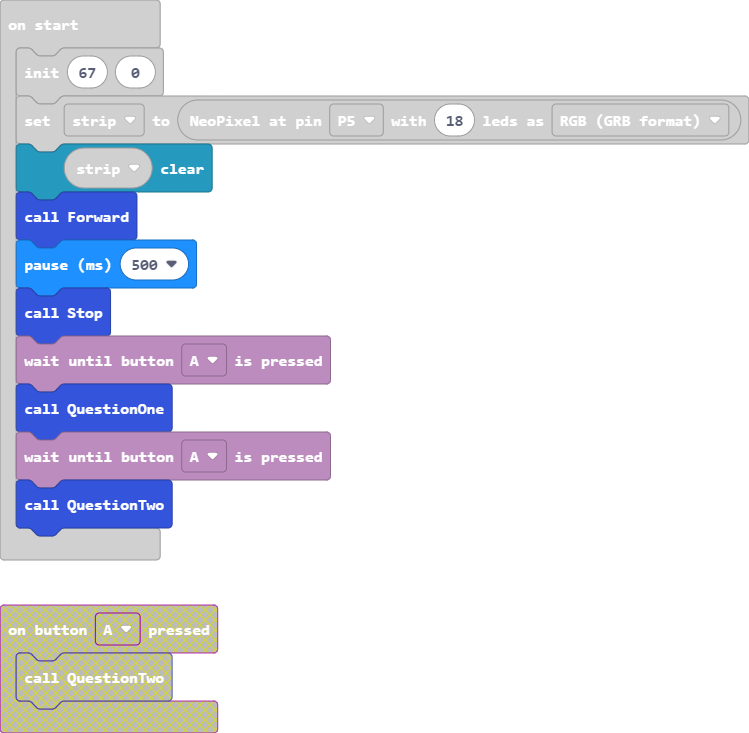 on start
init 67 0
set strip to NeoPixel at pin P5 with 18 leds as RGB (GRB format)
strip clear
call Forward
pause (ms) 500
call Stop
wait until button A is pressed
call QuestionOne
wait until button A is pressed
call QuestionTwo
on button A pressed
call QuestionTwo